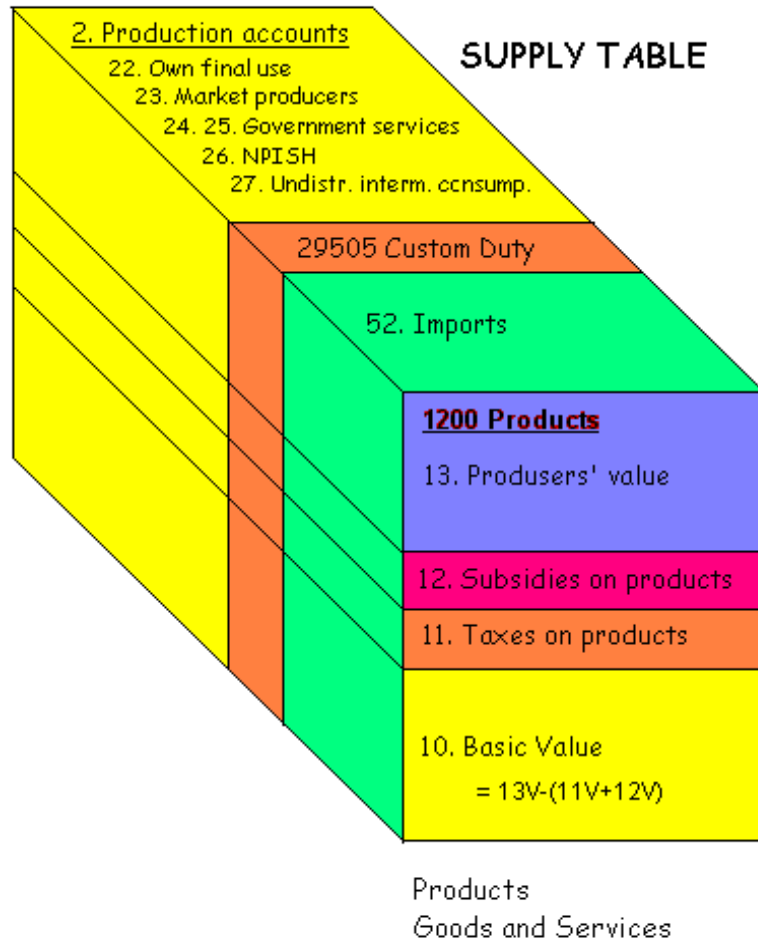 2. Production accounts
SUPPLY TABLE
22. Own final use
23. Market producers
24. 25. Government services
26. NPISH
27. Undistr. interm. ccnsump.
29505 Custom Duty
52. Imports
1200 Products
13. Produsers' value
12. Subsidies on products
11. Taxes on products
10. Basic Value
= 13V-(11V+12V)
Products
Goods and Services